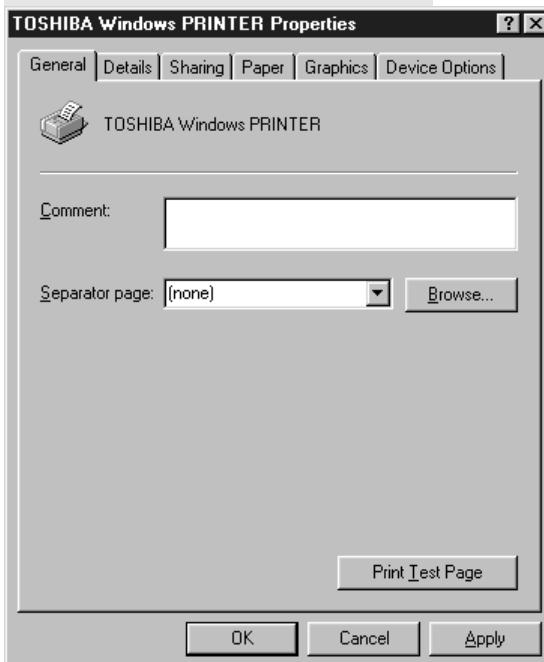 TOSHIBA Windows PRINTER Properties ? ×
General Details Sharing Paper Graphics Device Options
TOSHIBA Windows PRINTER
Comment:
Separator page: (none) Browse...
Print Test Page
OK Cancel Apply